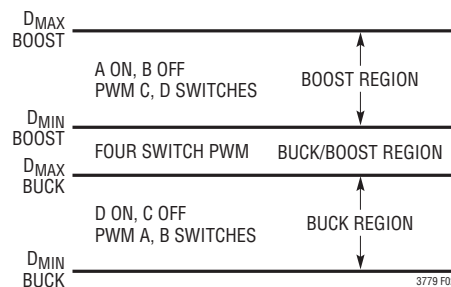 DMAX
BOOST
A ON, B OFF
PWM C, D SWITCHES
BOOST REGION
DMIN
BOOST
FOUR SWITCH PWM
BUCK/BOOST REGION
DMAX
BUCK
D ON, C OFF
PWM A, B SWITCHES
BUCK REGION
DMIN
BUCK
3779 F0